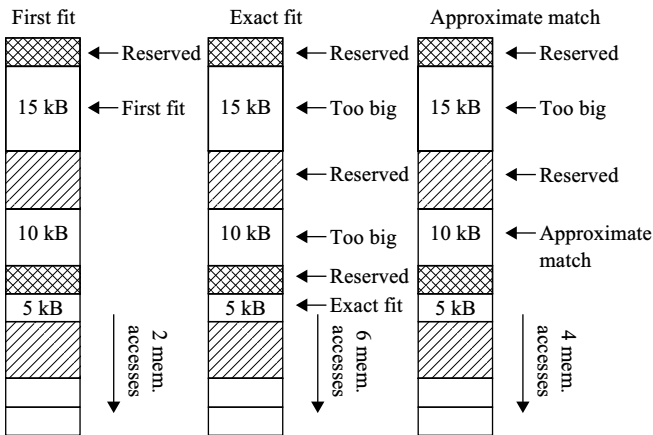 First fit
Reserved
15 kB
First fit
10 kB
5 kB
2 mem.
accesses
Exact fit
Reserved
15 kB
Too big
Reserved
10 kB
Too big
Reserved
5 kB
Exact fit
6 mem.
accesses
Approximate match
Reserved
15 kB
Too big
Reserved
10 kB
Approximate
match
5 kB
4 mem.
accesses